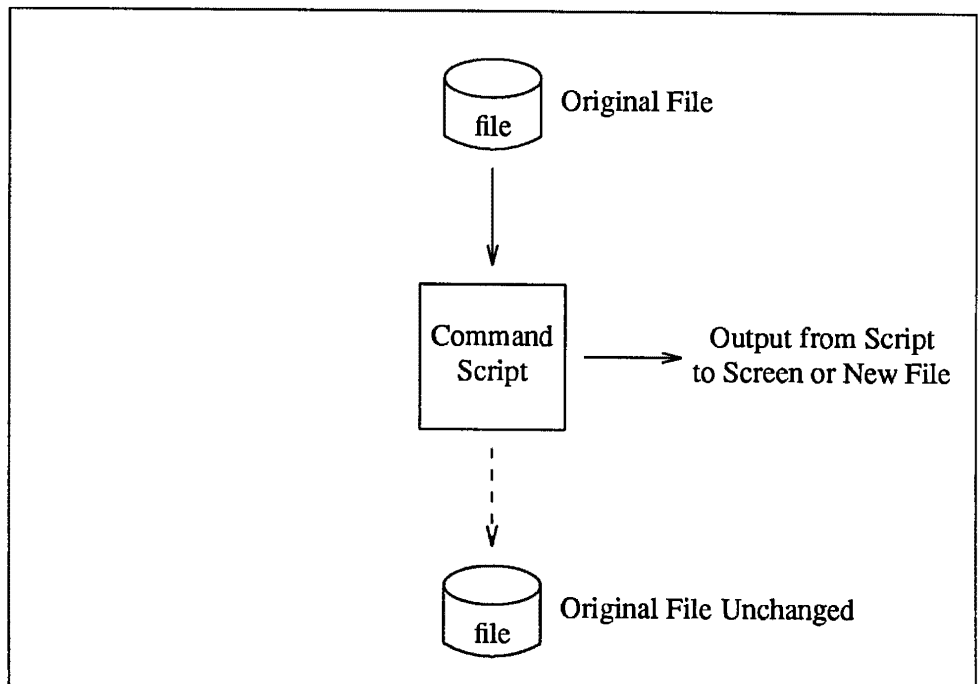 file
Original File
Command
Script
Output from Script
to Screen or New File
file
Original File Unchanged